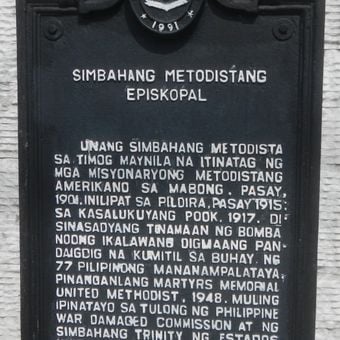 1991
SIMBAHANG METODISTANG
EPISKOPAL
UNANG SIMBAHANG METODISTA
SA TIMOG MAYNILA NA ITINATAG NG
MGA MISYONARYONG METODISTANG
AMERIKANO SA MABONG, PASAY,
1901. INILIPAT SA PILDIRA, PASAY 1915;
SA KASALUKUYANG POOK, 1917. DI
SINASADYANG TUNAMAAN NG BOMBA
NOONG IKALAWANG DIGMAANG PAN-
DAIGDIG NA KUMITIL SA BUHAY. NG
77 PILIPINONG MANANAMPALATAYA.
PINANGANLANG MARTYRS MEMORIAL
UNITED METHODIST, 1948. MULING
IPINATAYO SA TULONG NG PHILIPPINE
WAR DAMAGED COMMISSION AT NG
SIMBAHANG TRINITY NG ESTADOS